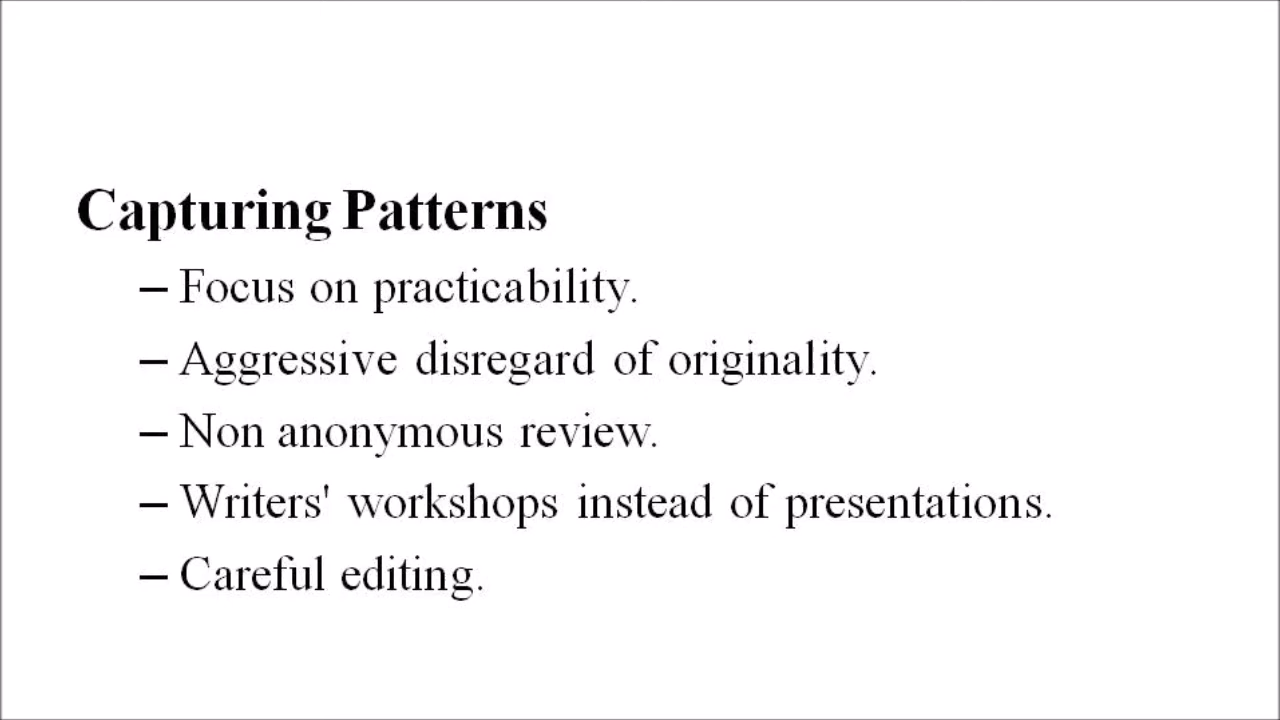 Capturing Patterns
– Focus on practicability.
– Aggressive disregard of originality.
– Non anonymous review.
– Writers' workshops instead of presentations.
– Careful editing.